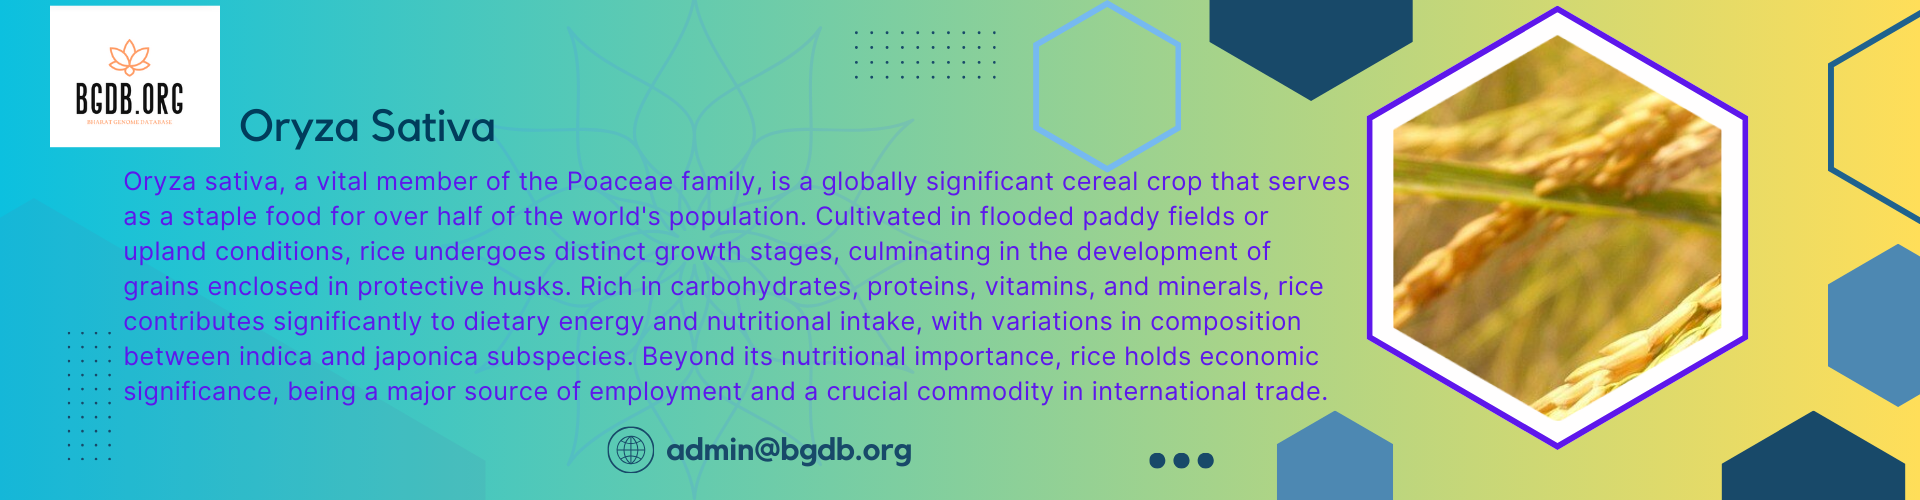 BGDB.ORG
BHARAT GENOME DATABASE
Oryza Sativa
Oryza sativa, a vital member of the Poaceae family, is a globally significant cereal crop that serves
as a staple food for over half of the world's population. Cultivated in flooded paddy fields or
upland conditions, rice undergoes distinct growth stages, culminating in the development of
grains enclosed in protective husks. Rich in carbohydrates, proteins, vitamins, and minerals, rice
contributes significantly to dietary energy and nutritional intake, with variations in composition
between indica and japonica subspecies. Beyond its nutritional importance, rice holds economic
significance, being a major source of employment and a crucial commodity in international trade.
admin@bgdb.org